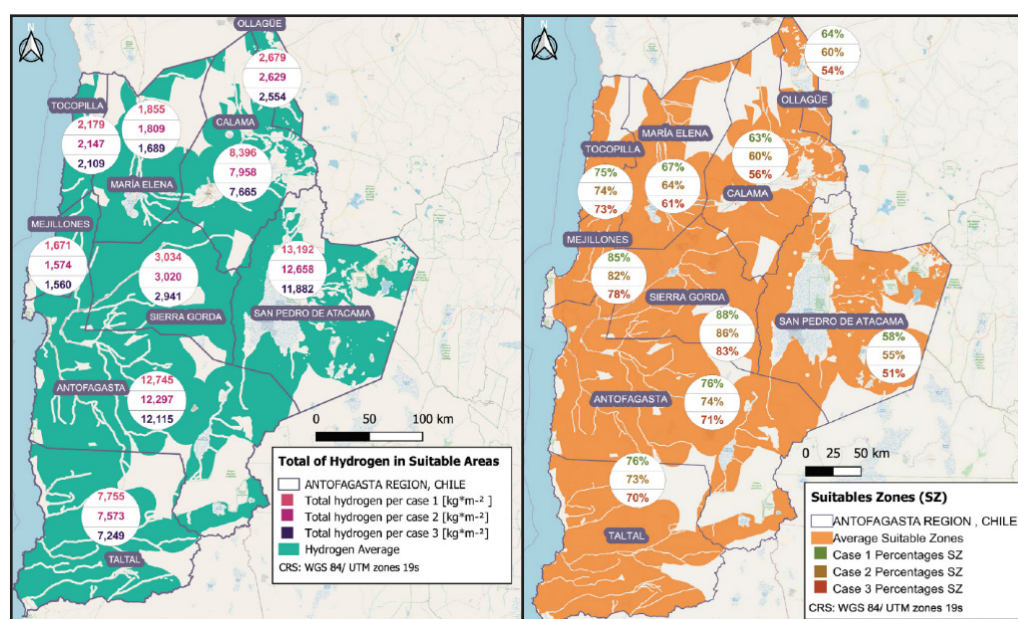 N
OLLAGÜE
2,679
2,629
2,554
TOCOPILLA
2,179
2,147
2,109
1,855
1,809
1,689
CALAMA
8,396
7,958
7,665
MARÍA ELENA
MEJILLONES
1,671
1,574
1,560
3,034
3,020
2,941
13,192
12,658
11,882
SIERRA GORDA
SAN PEDRO DE ATACAMA
ANTOFAGASTA
12,745
12,297
12,115
0 50 100 km
Total of Hydrogen in Suitable Areas
ANTOFAGASTA REGION, CHILE
Total hydrogen per case 1 [kg*m-²]
Total hydrogen per case 2 [kg*m-²]
Total hydrogen per case 3 [kg*m-²]
Hydrogen Average
CRS: WGS 84/ UTM zones 19s
7,755
7,573
7,249
TALTAL
N
64%
60%
54%
OLLAGÜE
MARÍA ELENA
63%
60%
56%
CALAMA
TOCOPILLA
75%
74%
73%
67%
64%
61%
MEJILLONES
85%
82%
78%
SIERRA GORDA
88%
86%
83%
SAN PEDRO DE ATACAMA
58%
55%
51%
ANTOFAGASTA
76%
74%
71%
0 25 50 km
76%
73%
70%
TALTAL
Suitables Zones (SZ)
ANTOFAGASTA REGION , CHILE
Average Suitable Zones
Case 1 Percentages SZ
Case 2 Percentages SZ
Case 3 Percentages SZ
CRS: WGS 84/ UTM zones 19s